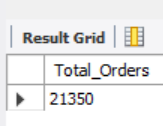 Result Grid
Total_Orders
21350